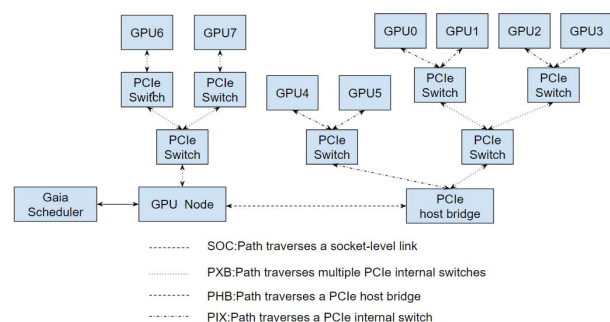 GPU6
GPU7
GPU0
GPU1
GPU2
GPU3
PCIe
Switch
PCIe
Switch
GPU4
GPU5
PCIe
Switch
PCIe
Switch
PCIe
Switch
PCIe
Switch
PCIe
Switch
Gaia
Scheduler
GPU Node
PCIe
host bridge
SOC:Path traverses a socket-level link
PXB:Path traverses multiple PCIe internal switches
PHB:Path traverses a PCIe host bridge
PIX:Path traverses a PCIe internal switch